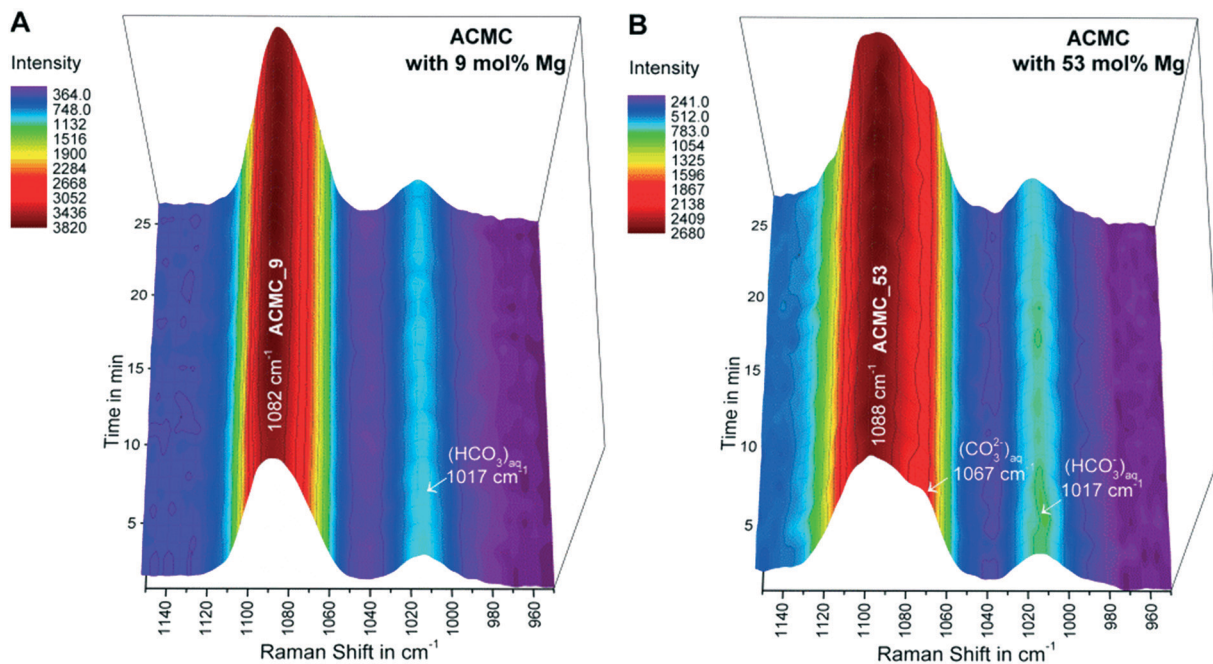 A
ACMC
with 9 mol% Mg
Intensity
364.0
748.0
1132
1516
1900
2284
2668
3052
3436
3820
25
20
15
10
5
Time in min
1082 cm⁻¹ ACMC_9
(HCO₃)aq
1017 cm⁻¹
1140
1120
1100
1080
1060
1040
1020
1000
980
960
Raman Shift in cm⁻¹
B
ACMC
with 53 mol% Mg
Intensity
241.0
512.0
783.0
1054
1325
1596
1867
2138
2409
2680
25
20
15
10
5
Time in min
1088 cm⁻¹ ACMC_53
(CO₃²⁻)aq
1067 cm⁻¹
(HCO₃⁻)aq
1017 cm⁻¹
1140
1120
1100
1080
1060
1040
1020
1000
980
960
Raman Shift in cm⁻¹